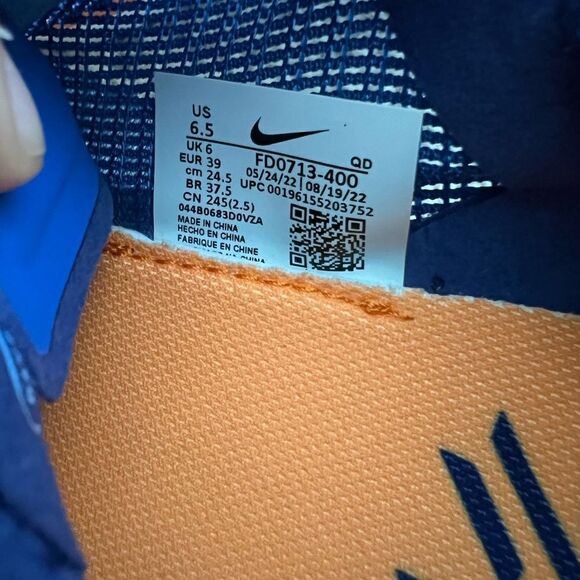 US
6.5
UK 6
EUR 39
cm 24.5
BR 37.5
CN 245(2.5)
FD0713-400 QD
05/24/22 08/19/22
UPC 00196155203752
044B0683D0VZA
MADE IN CHINA
HECHO EN CHINA
FABRIQUE EN CHINE